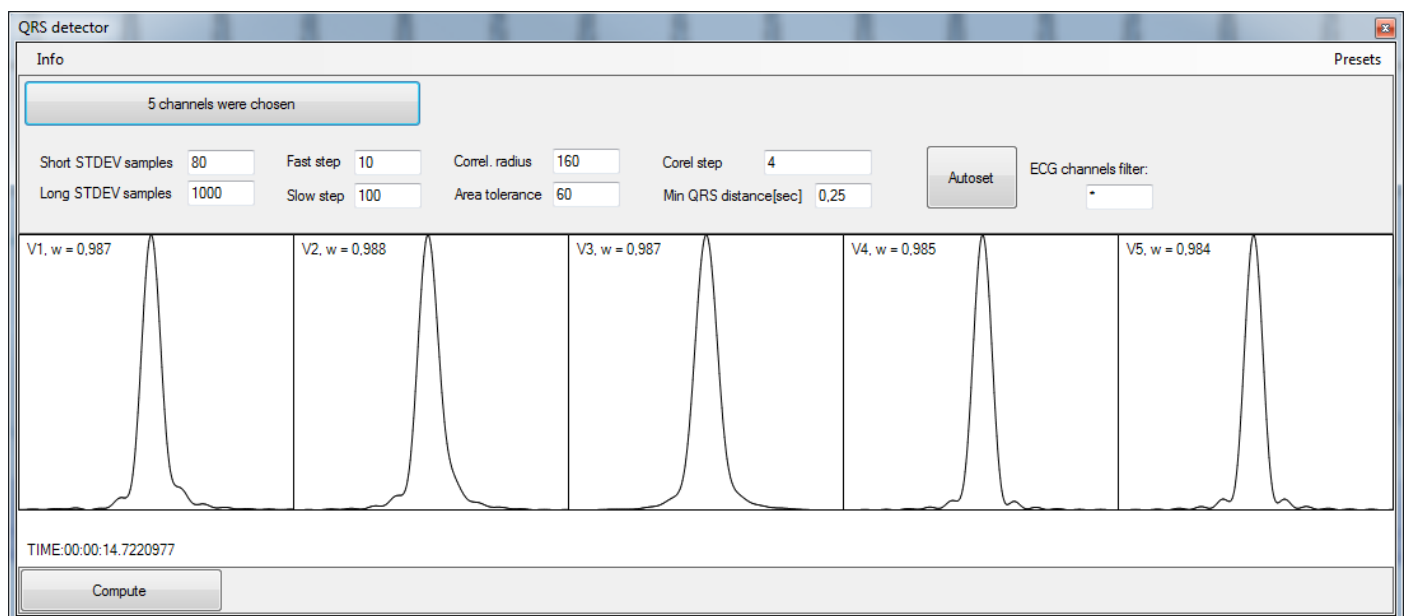 QRS detector
Info Presets
5 channels were chosen
Short STDEV samples 80 Fast step 10 Correl. radius 160 Corel step 4 Autoset ECG channels filter:
Long STDEV samples 1000 Slow step 100 Area tolerance 60 Min QRS distance[sec] 0,25 *
V1, w = 0,987 V2, w = 0,988 V3, w = 0,987 V4, w = 0,985 V5, w = 0,984
TIME:00:00:14.7220977
Compute